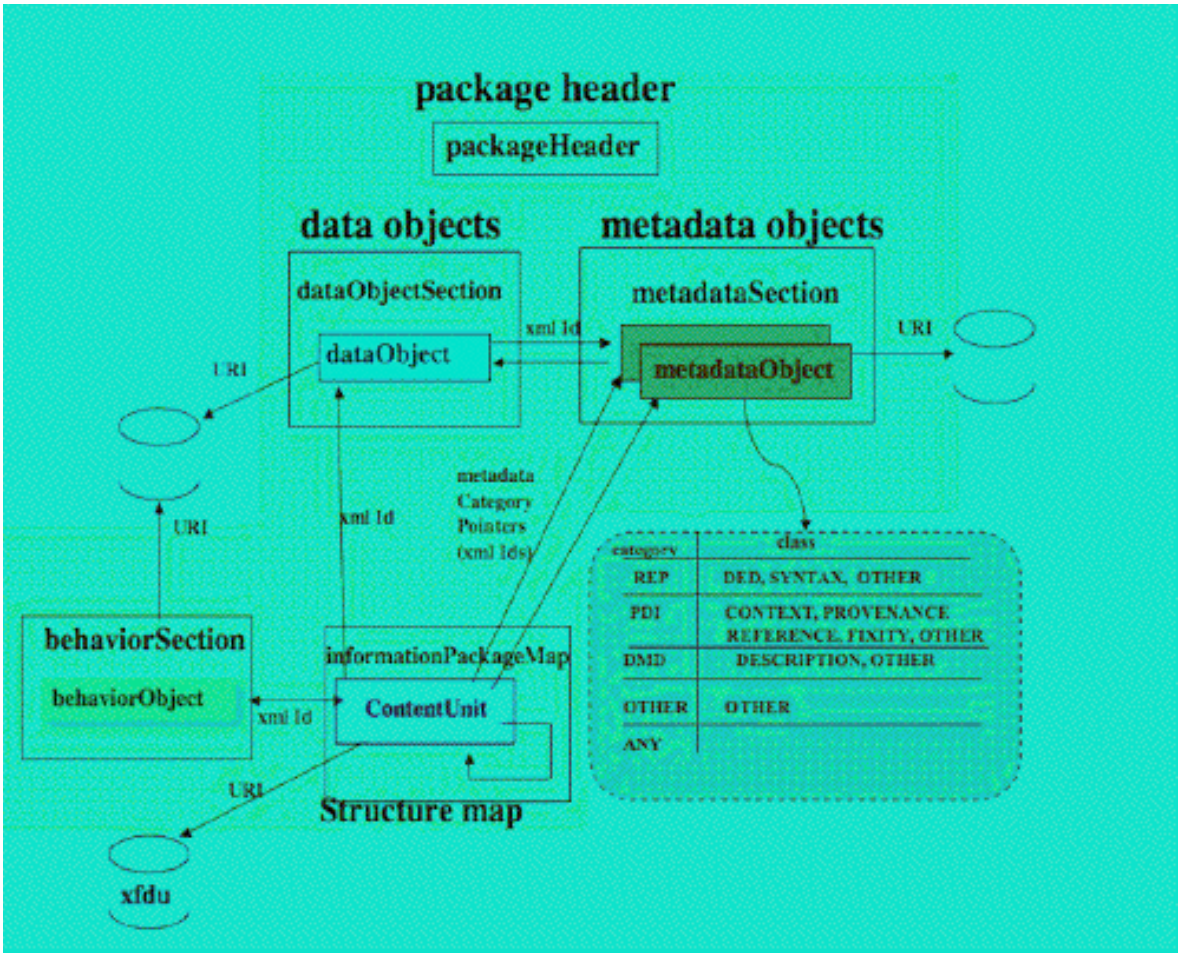 package header
packageHeader
data objects
metadata objects
dataObjectSection
metadataSection
xml Id
URI
dataObject
metadataObject
URI
metadata
Category
Pointers
(xml Ids)
xml Id
URI
category class
REP DED, SYNTAX, OTHER
PDI CONTEXT, PROVENANCE
REFERENCE, FIXITY, OTHER
DMD DESCRIPTION, OTHER
OTHER OTHER
ANY
behaviorSection
informationPackageMap
behaviorObject
xml Id
ContentUnit
URI
Structure map
xfdu